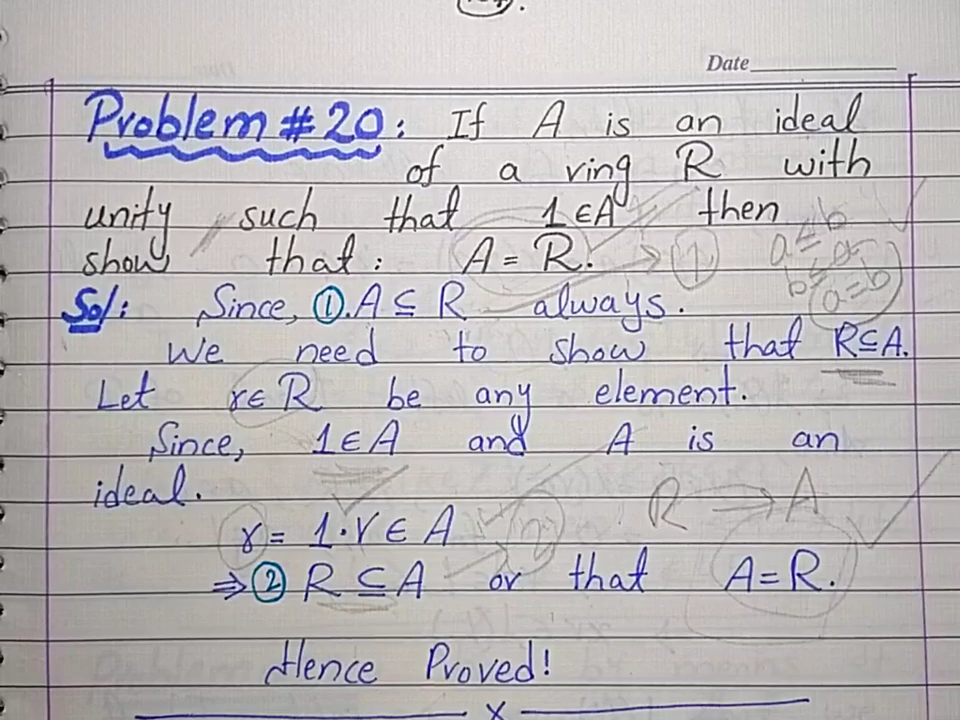 Date
Problem # 20: If A is an ideal
of a ring R with
unity such that 1 ∈ A then
show that: A = R. → ①
a ≤ b
b ≤ a
a = b
Sol: Since, ①. A ⊆ R always.
We need to show that R ⊆ A.
Let r ∈ R be any element.
Since, 1 ∈ A and A is an
ideal.
R → A
r = 1·r ∈ A
⇒ ② R ⊆ A or that A = R.
Hence Proved!
x